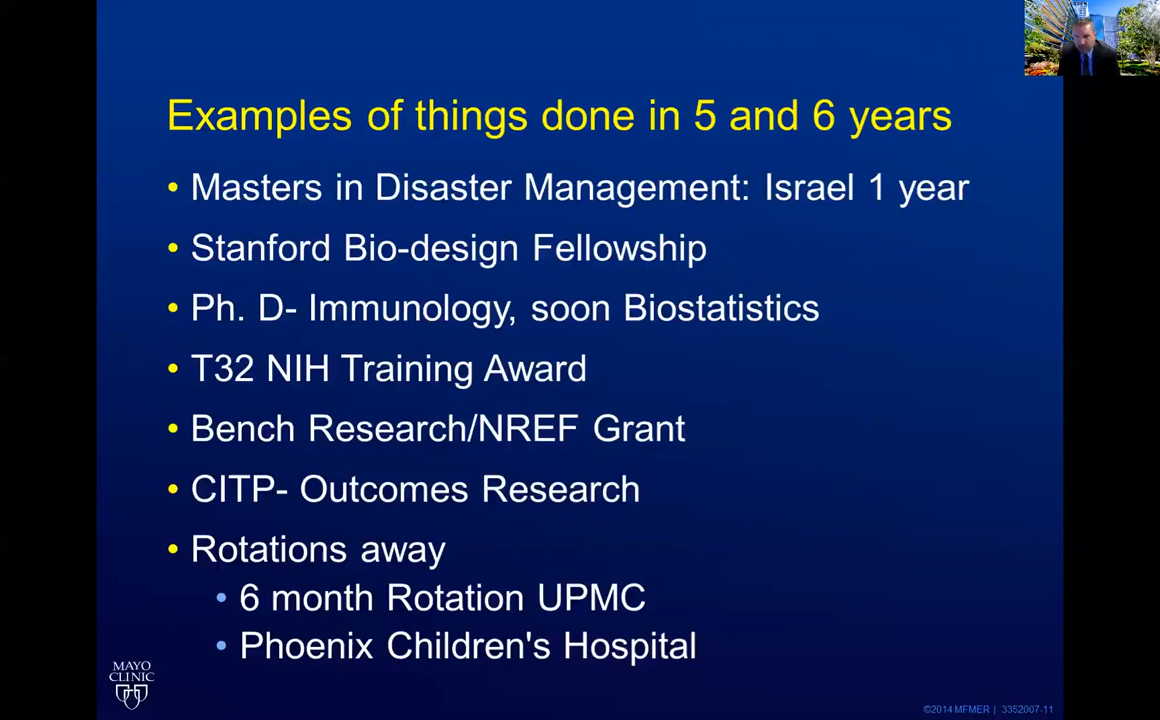 Examples of things done in 5 and 6 years
• Masters in Disaster Management: Israel 1 year
• Stanford Bio-design Fellowship
• Ph. D- Immunology, soon Biostatistics
• T32 NIH Training Award
• Bench Research/NREF Grant
• CITP- Outcomes Research
• Rotations away
• 6 month Rotation UPMC
• Phoenix Children's Hospital
MAYO
CLINIC
©2014 MFMER | 3352007-11